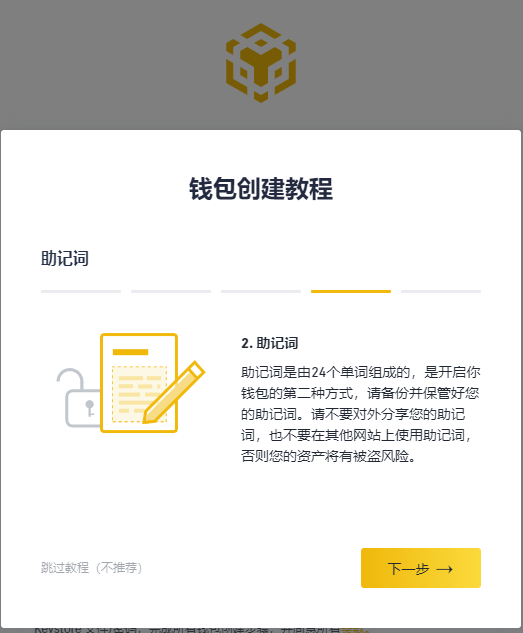 钱包创建教程
助记词
2. 助记词
助记词是由24个单词组成的，是开启你
钱包的第二种方式，请备份并保管好您
的助记词。请不要对外分享您的助记
词，也不要在其他网站上使用助记词，
否则您的资产将有被盗风险。
跳过教程（不推荐）
下一步 →